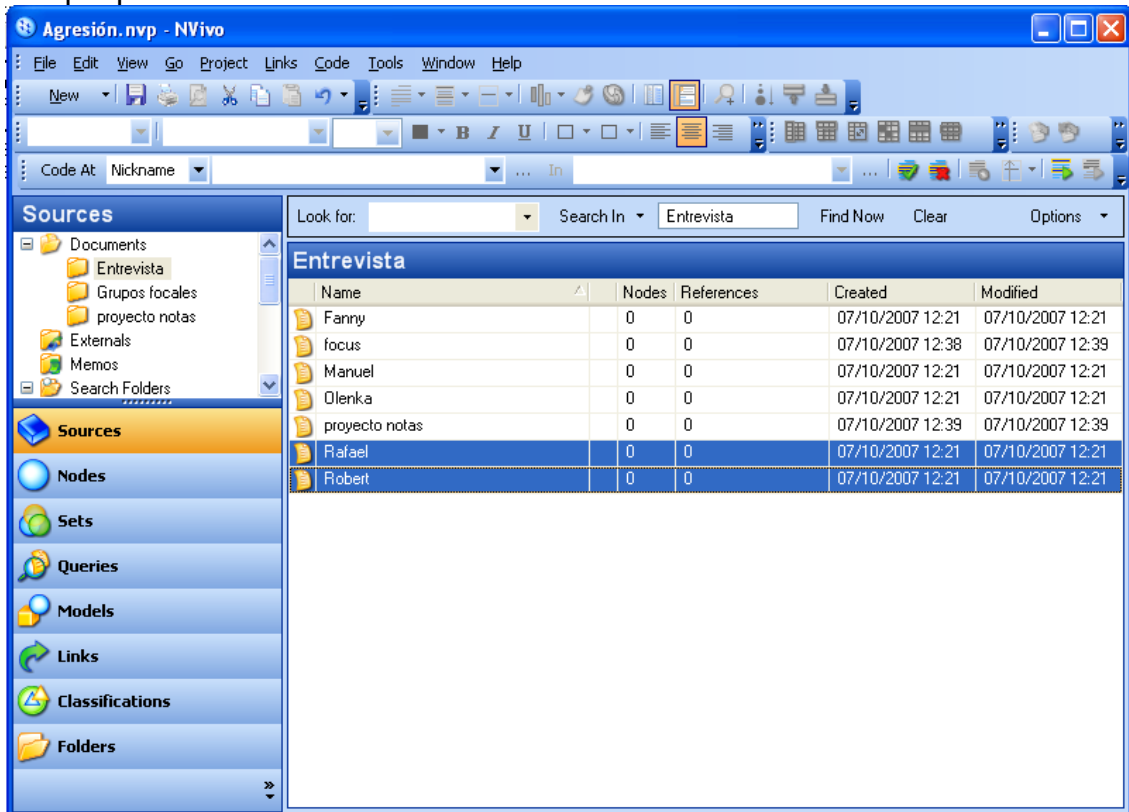 Agresión.nvp - NVivo
File Edit View Go Project Links Code Tools Window Help
New
B I U
Code At Nickname ... In ...
Sources
Documents
Entrevista
Grupos focales
proyecto notas
Externals
Memos
Search Folders
Sources
Nodes
Sets
Queries
Models
Links
Classifications
Folders
Look for: Search In Entrevista Find Now Clear Options
Entrevista
Name Nodes References Created Modified
Fanny 0 0 07/10/2007 12:21 07/10/2007 12:21
focus 0 0 07/10/2007 12:38 07/10/2007 12:39
Manuel 0 0 07/10/2007 12:21 07/10/2007 12:21
Olenka 0 0 07/10/2007 12:21 07/10/2007 12:21
proyecto notas 0 0 07/10/2007 12:39 07/10/2007 12:39
Rafael 0 0 07/10/2007 12:21 07/10/2007 12:21
Robert 0 0 07/10/2007 12:21 07/10/2007 12:21